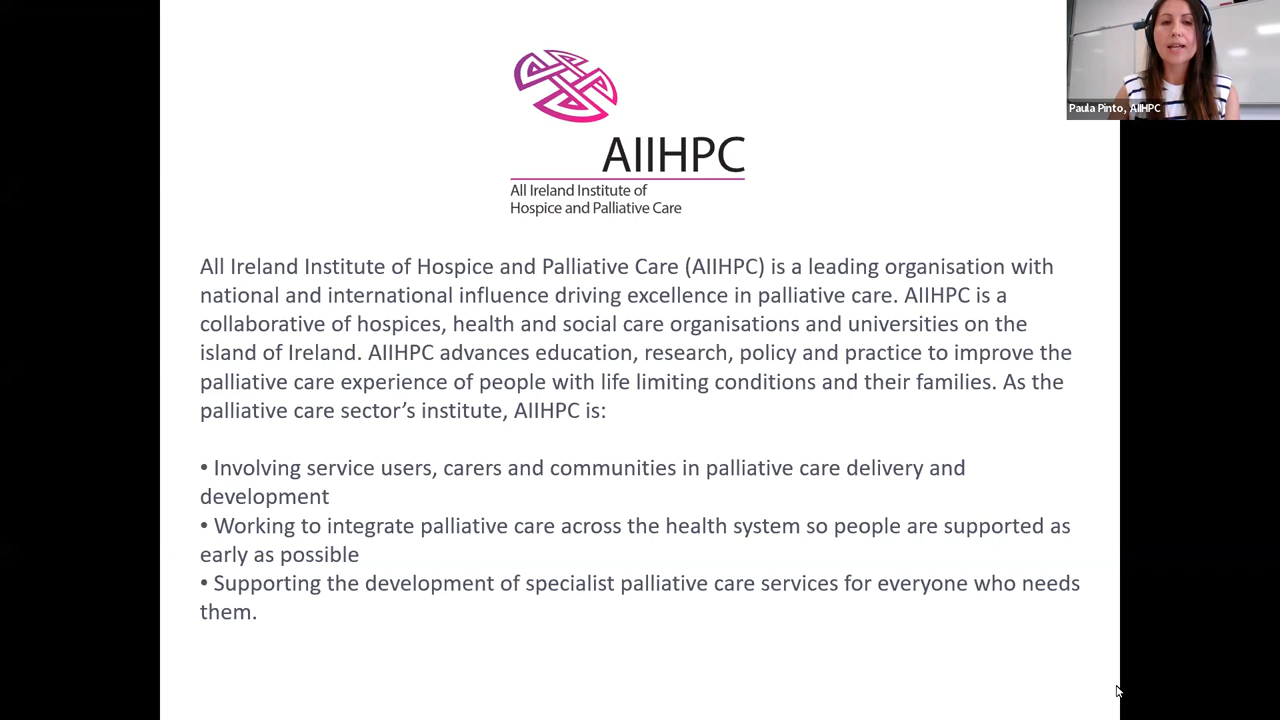 Paula Pinto, AIIHPC
AIIHPC
All Ireland Institute of
Hospice and Palliative Care
All Ireland Institute of Hospice and Palliative Care (AIIHPC) is a leading organisation with
national and international influence driving excellence in palliative care. AIIHPC is a
collaborative of hospices, health and social care organisations and universities on the
island of Ireland. AIIHPC advances education, research, policy and practice to improve the
palliative care experience of people with life limiting conditions and their families. As the
palliative care sector’s institute, AIIHPC is:
• Involving service users, carers and communities in palliative care delivery and
development
• Working to integrate palliative care across the health system so people are supported as
early as possible
• Supporting the development of specialist palliative care services for everyone who needs
them.